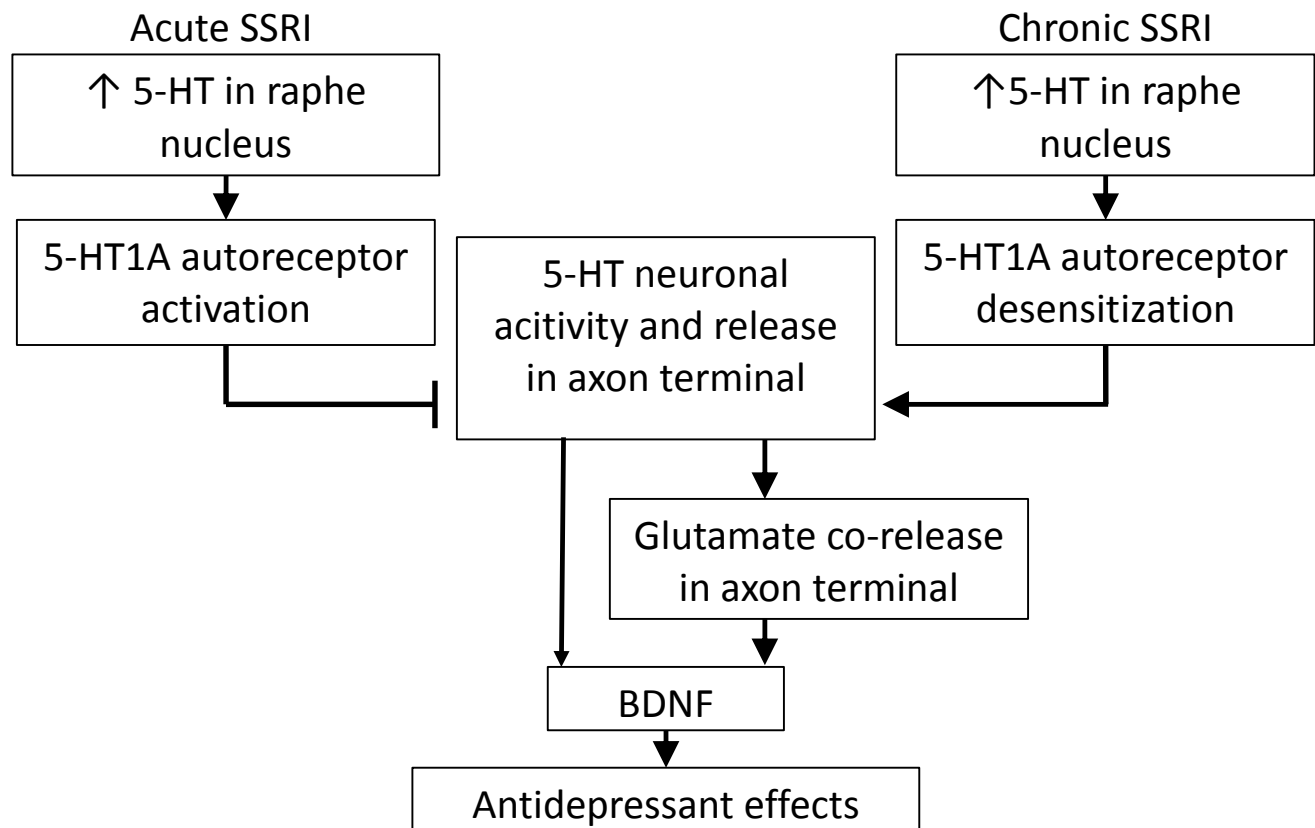 Acute SSRI
↑ 5-HT in raphe
nucleus
5-HT1A autoreceptor
activation
Chronic SSRI
↑5-HT in raphe
nucleus
5-HT1A autoreceptor
desensitization
5-HT neuronal
acitivity and release
in axon terminal
Glutamate co-release
in axon terminal
BDNF
Antidepressant effects